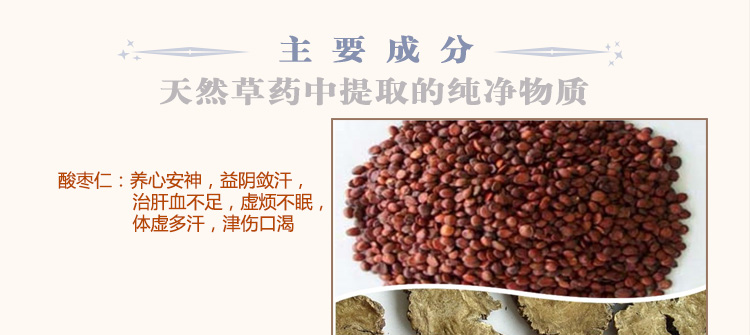 主要成分
天然草药中提取的纯净物质
酸枣仁：养心安神，益阴敛汗，
治肝血不足，虚烦不眠，
体虚多汗，津伤口渴